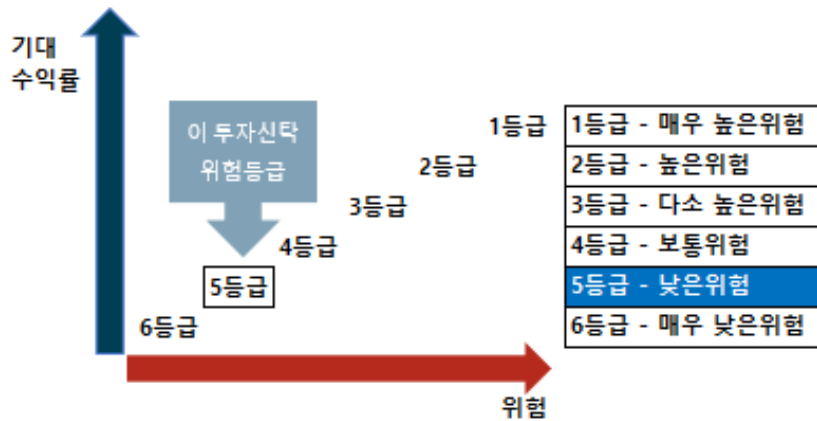 기대
수익률
이 투자신탁
위험등급
1등급
2등급
3등급
4등급
5등급
6등급
위험
1등급 - 매우 높은위험
2등급 - 높은위험
3등급 - 다소 높은위험
4등급 - 보통위험
5등급 - 낮은위험
6등급 - 매우 낮은위험